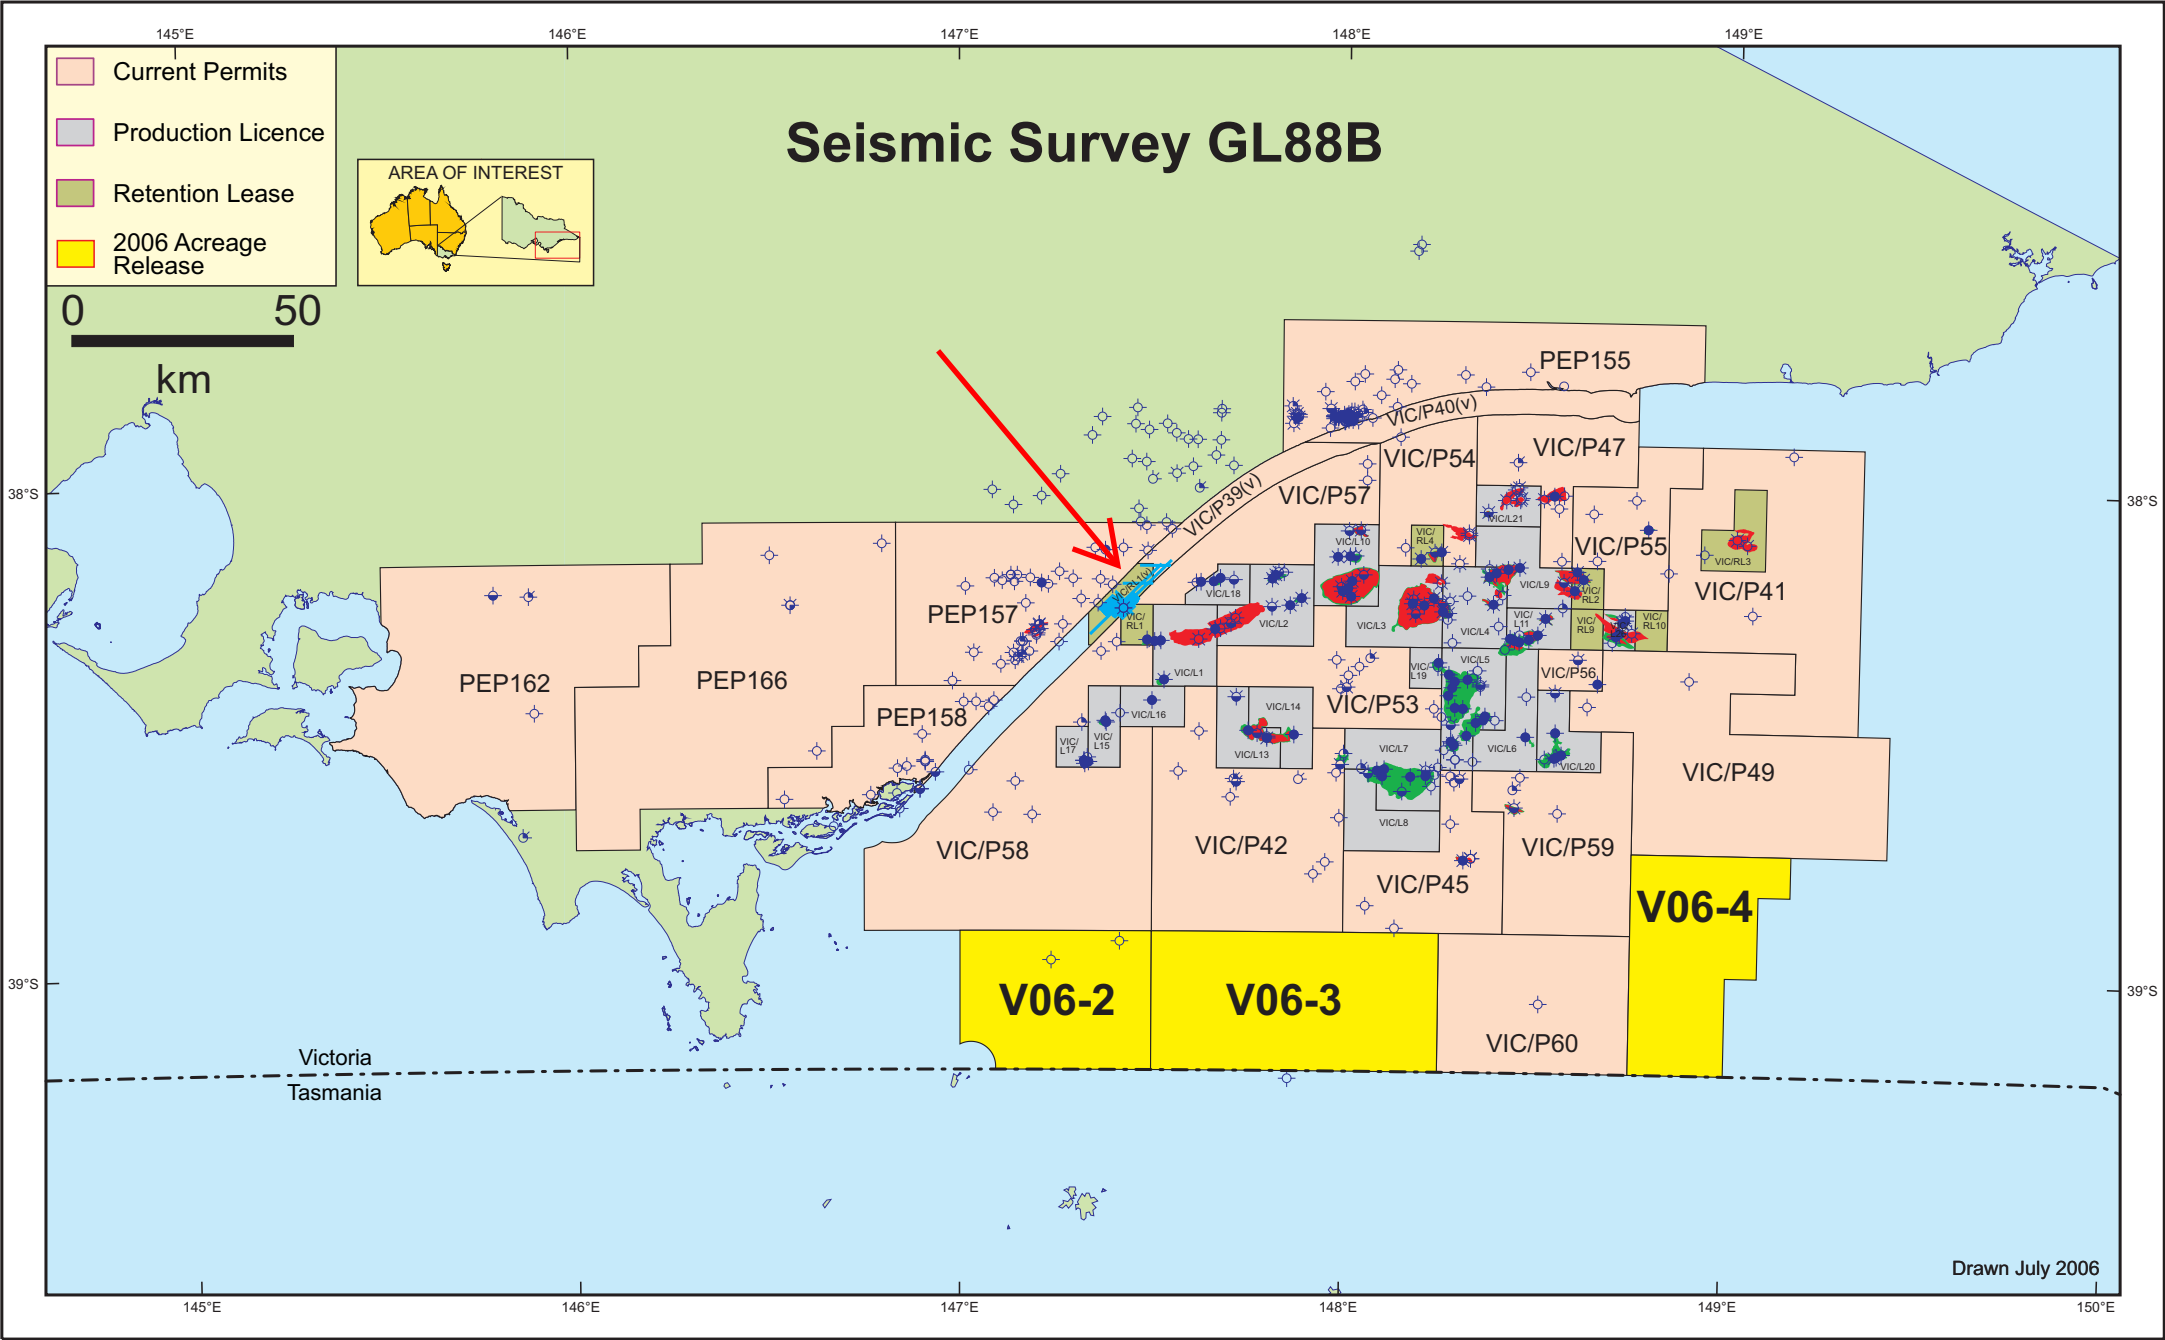 145°E
146°E
147°E
148°E
149°E
Current Permits
Production Licence
Retention Lease
2006 Acreage
Release
Seismic Survey GL88B
AREA OF INTEREST
0 50
km
PEP155
VIC/P40(v)
VIC/P47
VIC/P54
VIC/P39(v)
VIC/P57
38°S
38°S
VIC/L21
VIC/L10
VIC/
RL4
VIC/P55
VIC/RL3
VIC/RL1(v)
VIC/P41
VIC/L18
VIC/L9
VIC/
RL2
PEP157
VIC/
RL1
VIC/L2
VIC/L3
VIC/L4
VIC/
L11
VIC/
RL9
VIC/
RL10
PEP162
PEP166
VIC/L1
VIC/
L19
VIC/L5
VIC/P56
PEP158
VIC/L16
VIC/L14
VIC/P53
VIC/
L17
VIC/
L15
VIC/L13
VIC/L7
VIC/L6
VIC/L20
VIC/P49
VIC/L8
VIC/P58
VIC/P42
VIC/P59
VIC/P45
V06-4
39°S
39°S
V06-2
V06-3
VIC/P60
Victoria
Tasmania
Drawn July 2006
145°E
146°E
147°E
148°E
149°E
150°E